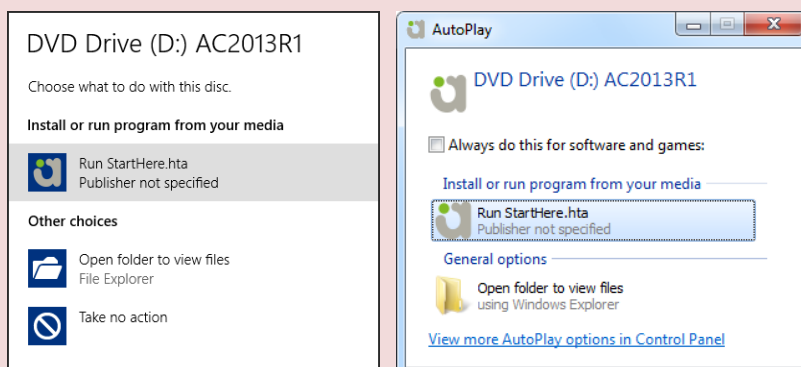 DVD Drive (D:) AC2013R1
Choose what to do with this disc.
Install or run program from your media
Run StartHere.hta
Publisher not specified
Other choices
Open folder to view files
File Explorer
Take no action
AutoPlay
DVD Drive (D:) AC2013R1
Always do this for software and games:
Install or run program from your media
Run StartHere.hta
Publisher not specified
General options
Open folder to view files
using Windows Explorer
View more AutoPlay options in Control Panel